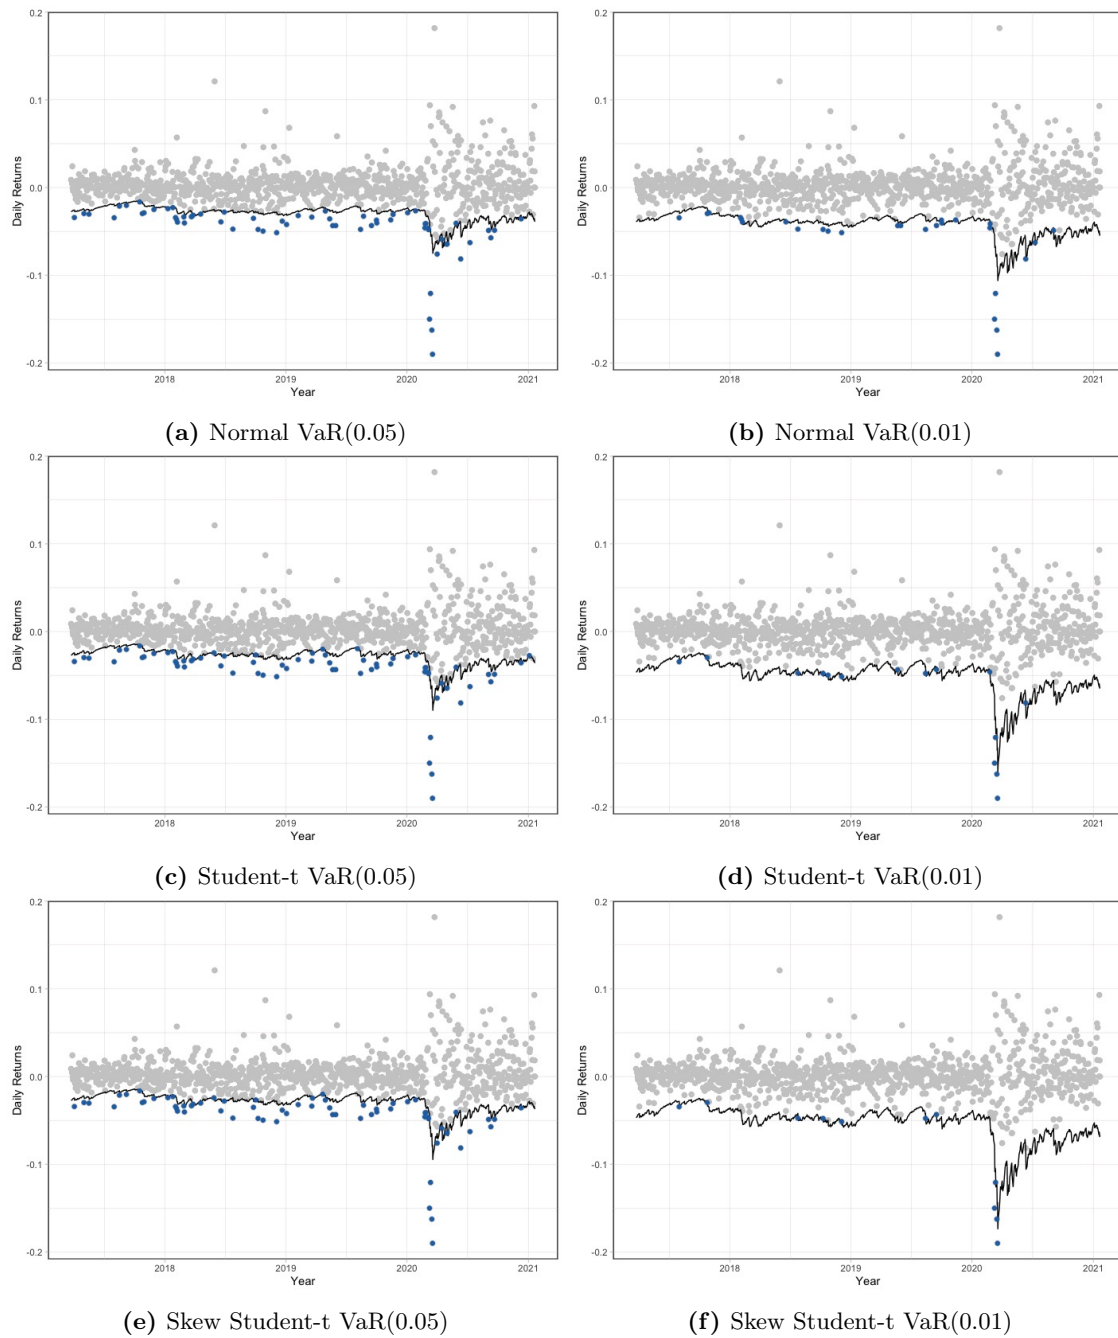 0.2
0.1
0.0
-0.1
-0.2
Daily Returns
2018 2019 2020 2021
Year
(a) Normal VaR(0.05)
0.2
0.1
0.0
-0.1
-0.2
Daily Returns
2018 2019 2020 2021
Year
(b) Normal VaR(0.01)
0.2
0.1
0.0
-0.1
-0.2
Daily Returns
2018 2019 2020 2021
Year
(c) Student-t VaR(0.05)
0.2
0.1
0.0
-0.1
-0.2
Daily Returns
2018 2019 2020 2021
Year
(d) Student-t VaR(0.01)
0.2
0.1
0.0
-0.1
-0.2
Daily Returns
2018 2019 2020 2021
Year
(e) Skew Student-t VaR(0.05)
0.2
0.1
0.0
-0.1
-0.2
Daily Returns
2018 2019 2020 2021
Year
(f) Skew Student-t VaR(0.01)